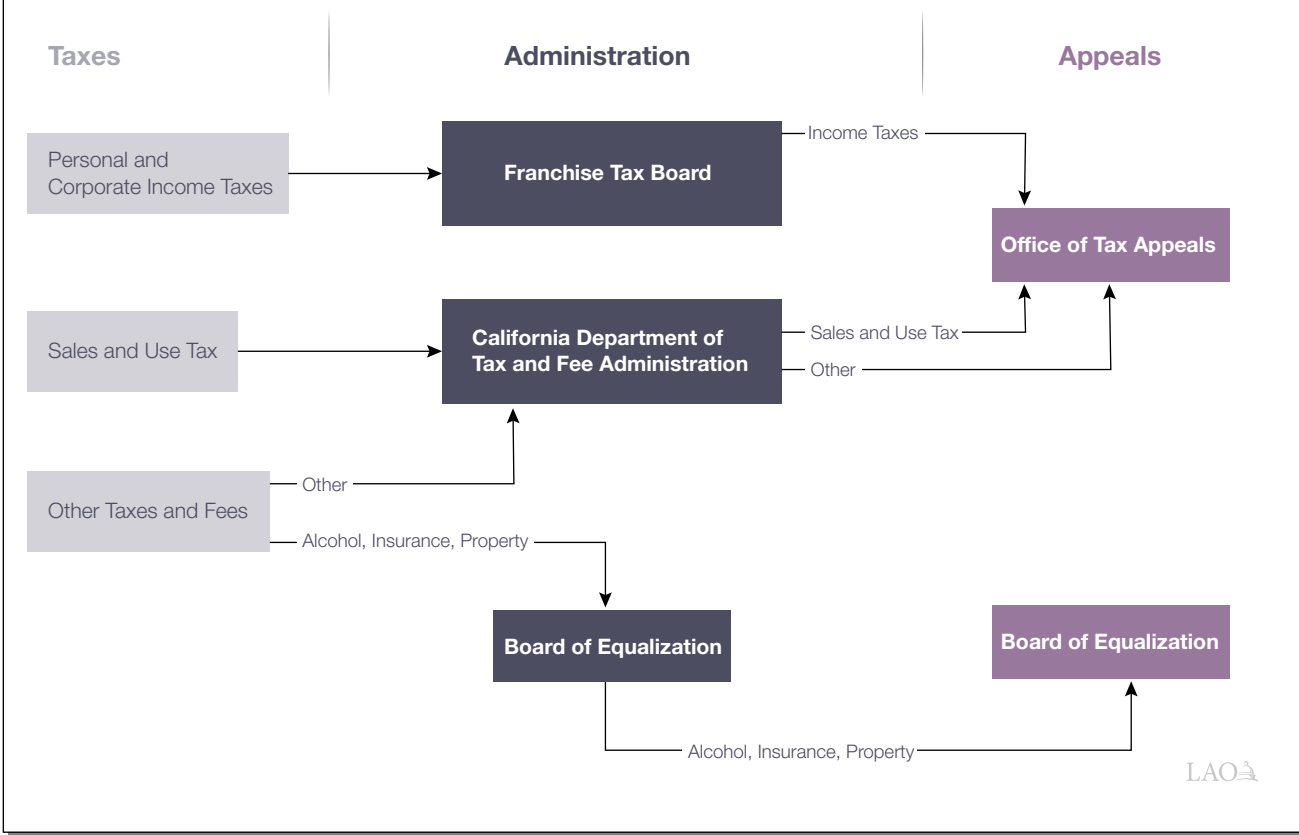 Taxes
Administration
Appeals
Personal and
Corporate Income Taxes
Franchise Tax Board
Income Taxes
Office of Tax Appeals
Sales and Use Tax
California Department of
Tax and Fee Administration
Sales and Use Tax
Other
Other Taxes and Fees
Other
Alcohol, Insurance, Property
Board of Equalization
Board of Equalization
Alcohol, Insurance, Property
LAO